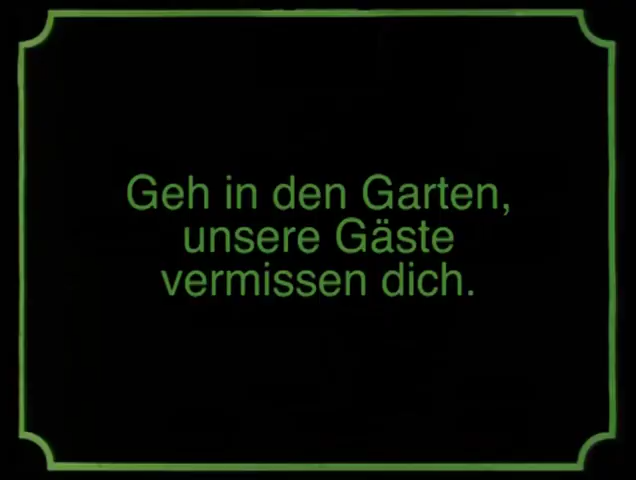 Geh in den Garten,
unsere Gäste
vermissen dich.